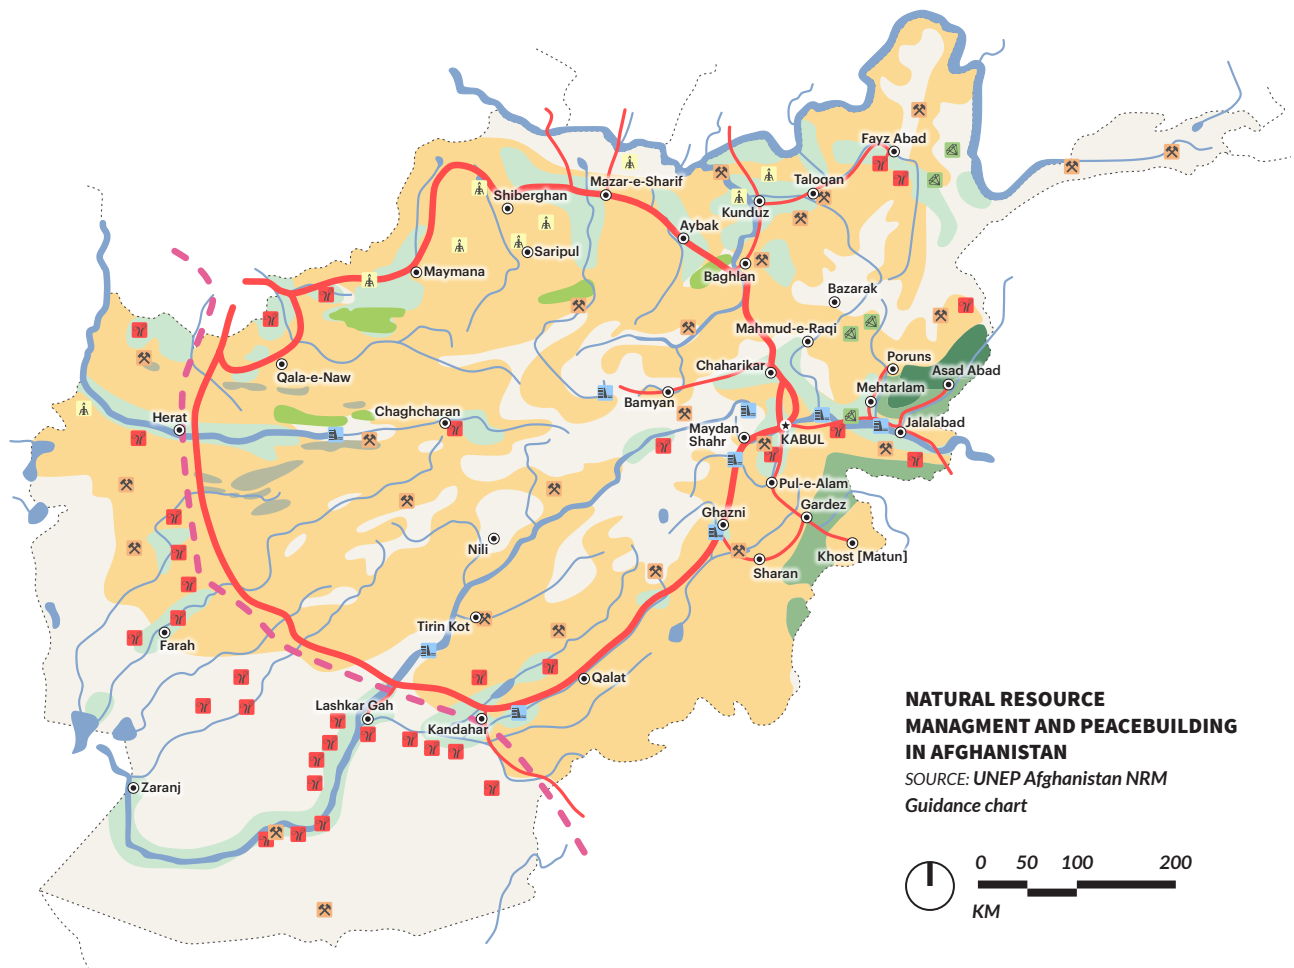 Fayz Abad
Mazar-e-Sharif
Taloqan
Shiberghan
Kunduz
Aybak
Saripul
Maymana
Baghlan
Bazarak
Mahmud-e-Raqi
Poruns
Chaharikar
Asad Abad
Qala-e-Naw
Mehtarlam
Bamyan
Herat
Chaghcharan
Maydan
Shahr
KABUL
Jalalabad
Pul-e-Alam
Ghazni
Gardez
Nili
Khost [Matun]
Sharan
Tirin Kot
Farah
Qalat
Lashkar Gah
Kandahar
Zaranj
NATURAL RESOURCE
MANAGMENT AND PEACEBUILDING
IN AFGHANISTAN
SOURCE: UNEP Afghanistan NRM
Guidance chart
0 50 100 200
KM